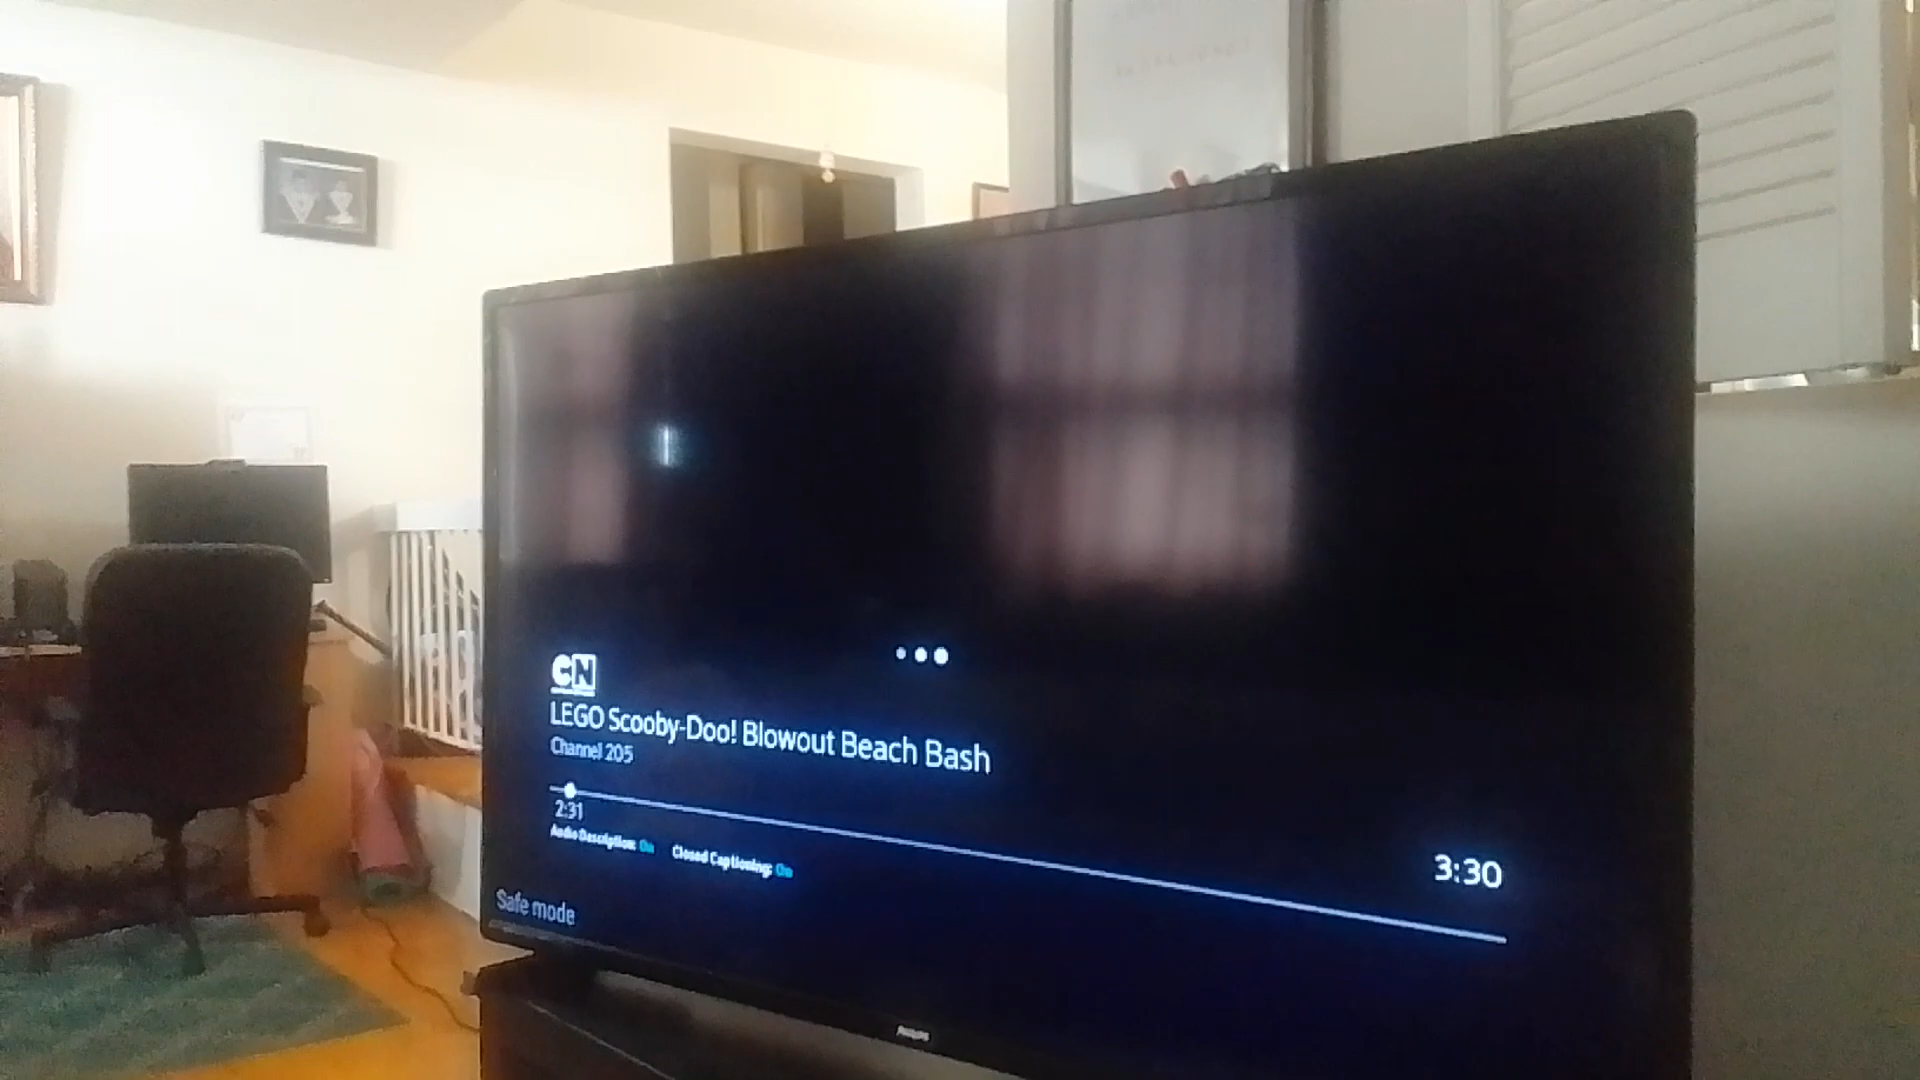 CN
LEGO Scooby-Doo! Blowout Beach Bash
Channel 205
2:31
3:30
Audio Description: On Closed Captioning: On
Safe mode